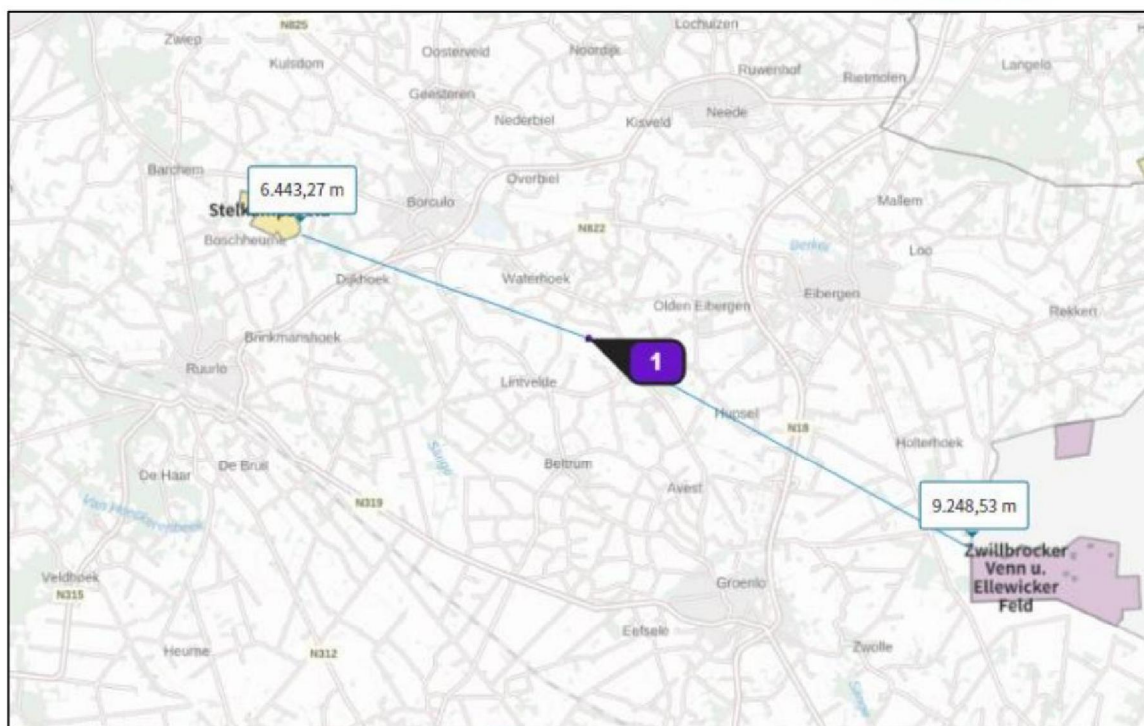 N825
Lochuizen
Zwiep
Oosterveld
Noordijk
Kulsdom
Ruwenhof
Rietmolen
Langelo
Geesteren
Neede
Nederbiel
Kisveld
Barchem
Overbiel
6.443,27 m
Borculo
Mallem
N822
Boschheurne
Berkel
Loo
Dijkhoek
Waterhoek
Eibergen
Olden Eibergen
Rekken
Brinkmanshoek
1
Ruurlo
Lintvelde
Hupsel
N18
Holterhoek
De Haar
De Bruil
Beltrum
Avest
N319
9.248,53 m
Zwillbrocker
Venn u.
Ellewicker
Feld
Veldhoek
N315
Groenlo
Eefsele
Heurne
N312
Zwolle